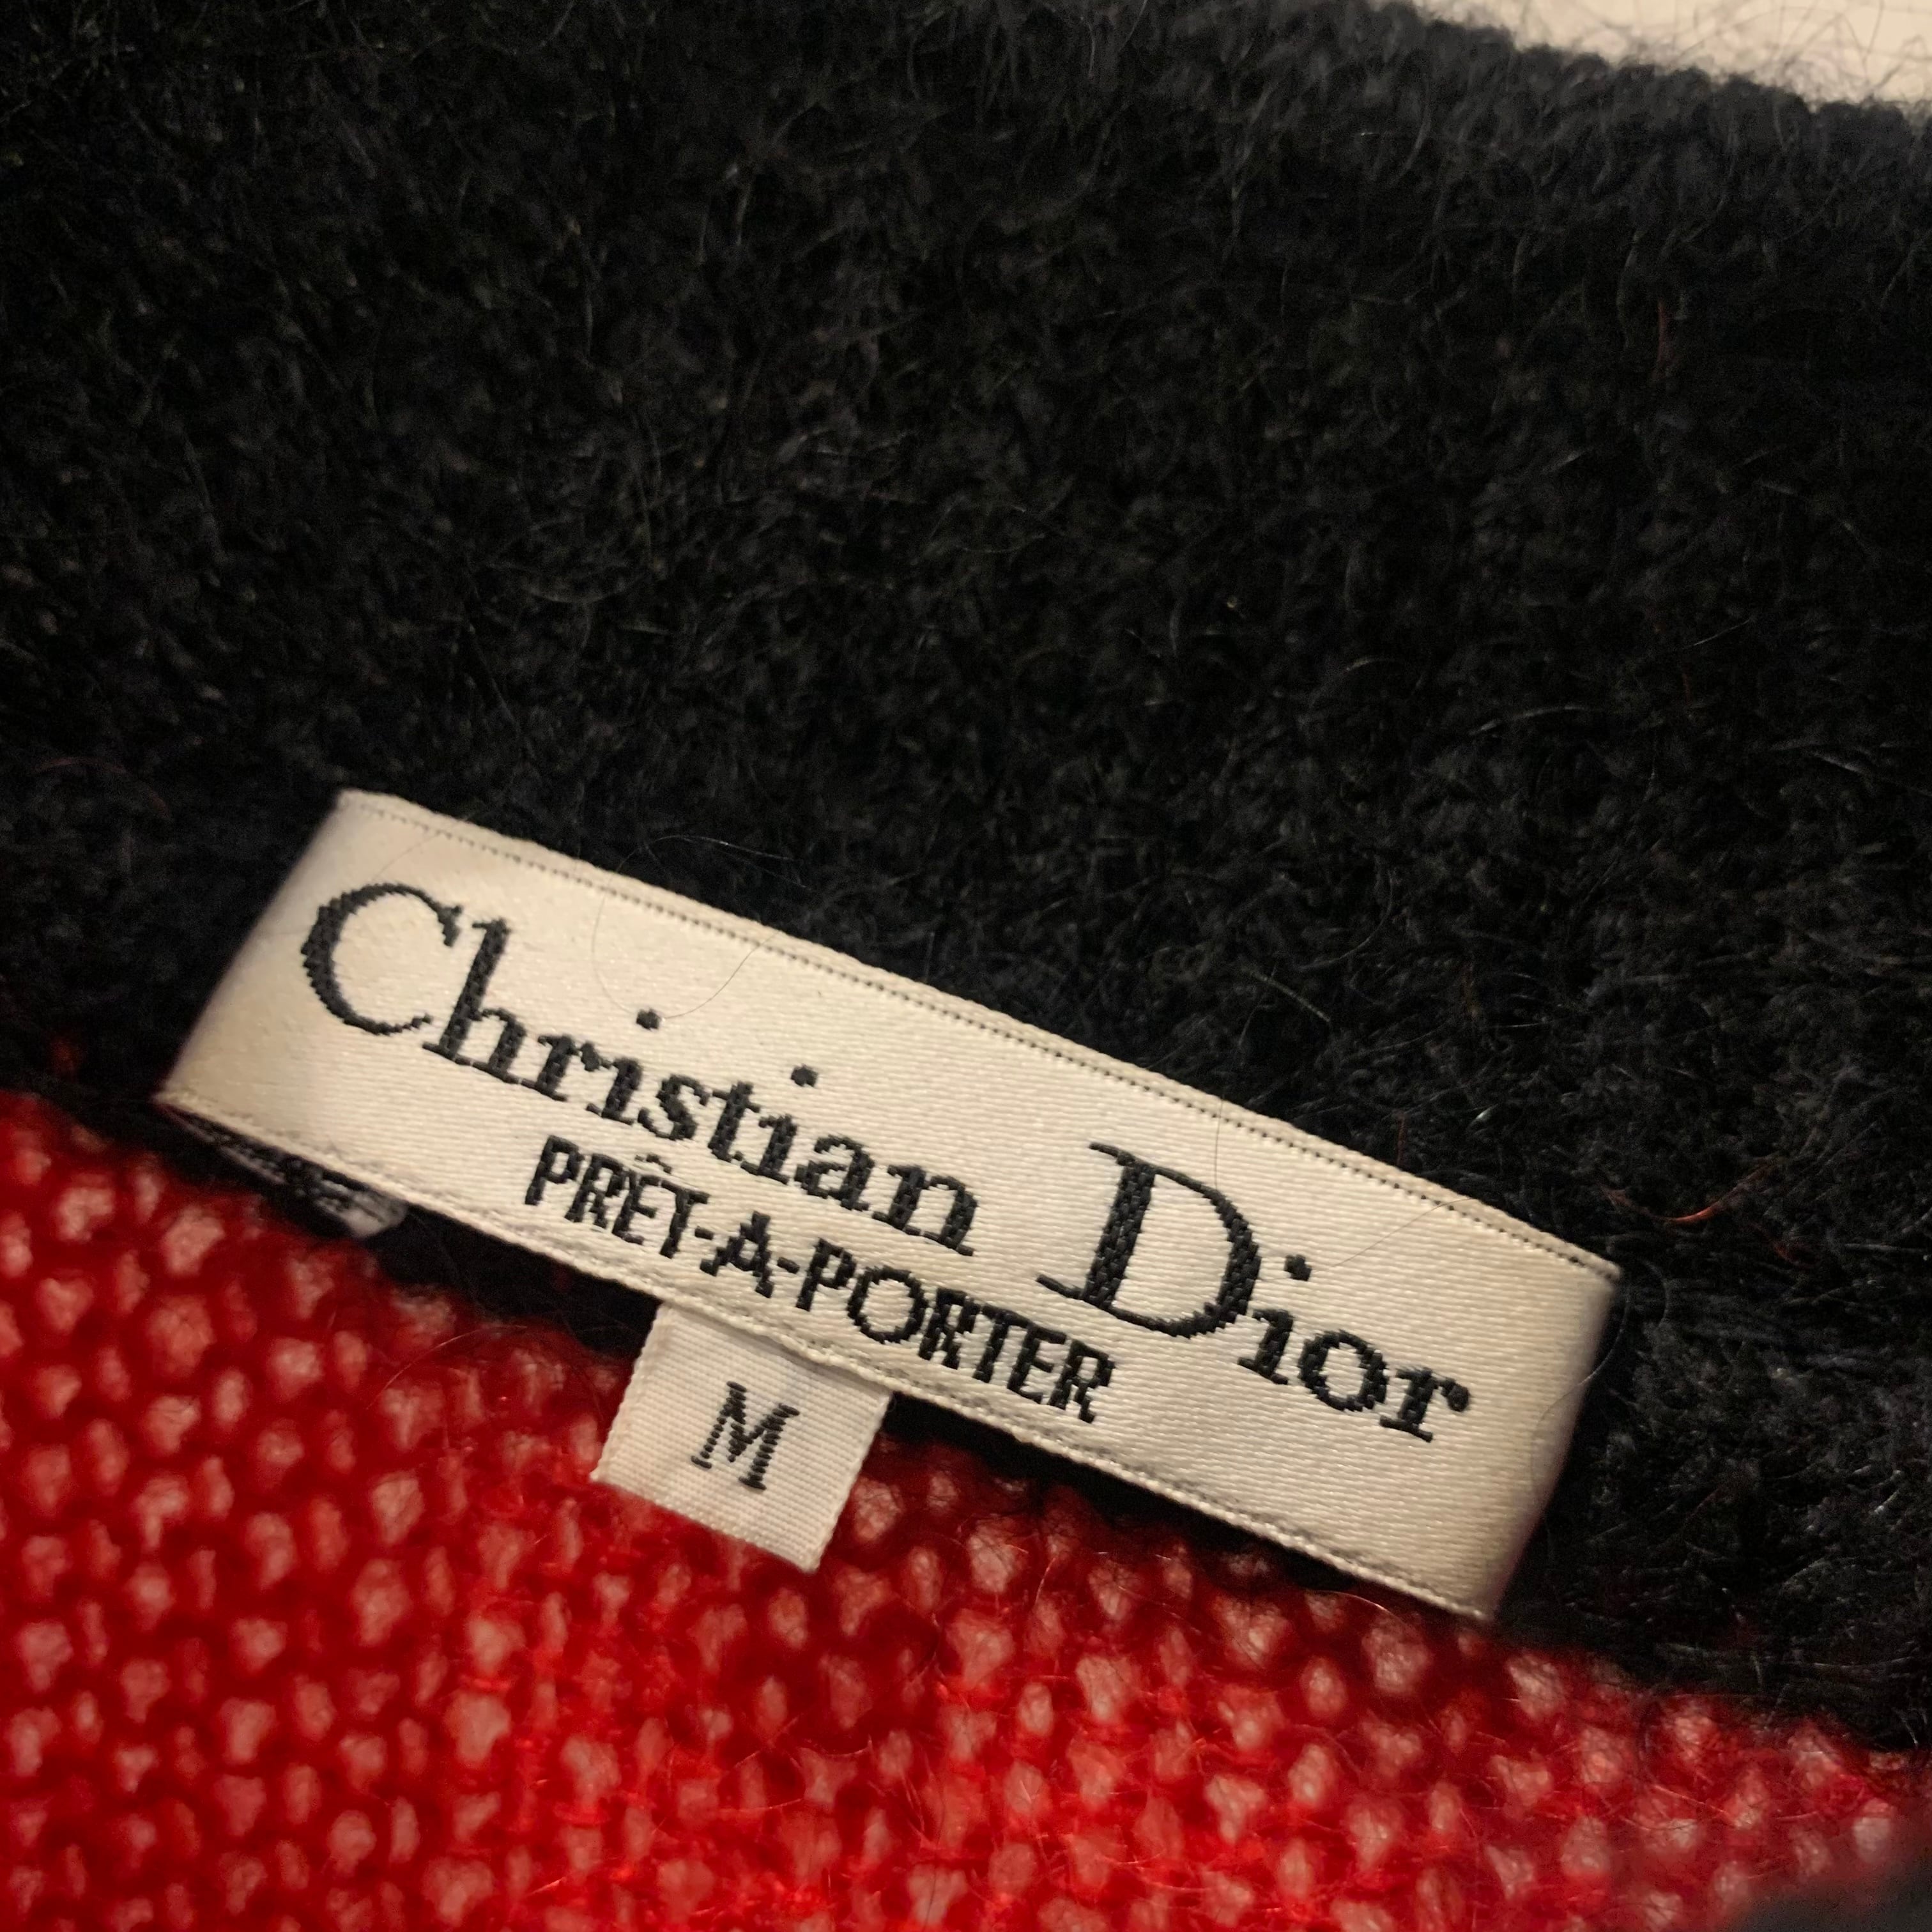 Christian Dior
PRÊT-A-PORTER
M